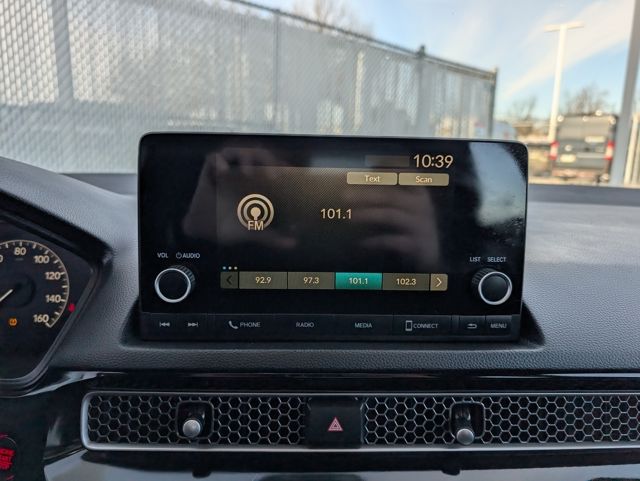 10:39
Text Scan
FM 101.1
VOL AUDIO LIST SELECT
92.9 97.3 101.1 102.3
PHONE RADIO MEDIA CONNECT MENU
80 100 120 140 160